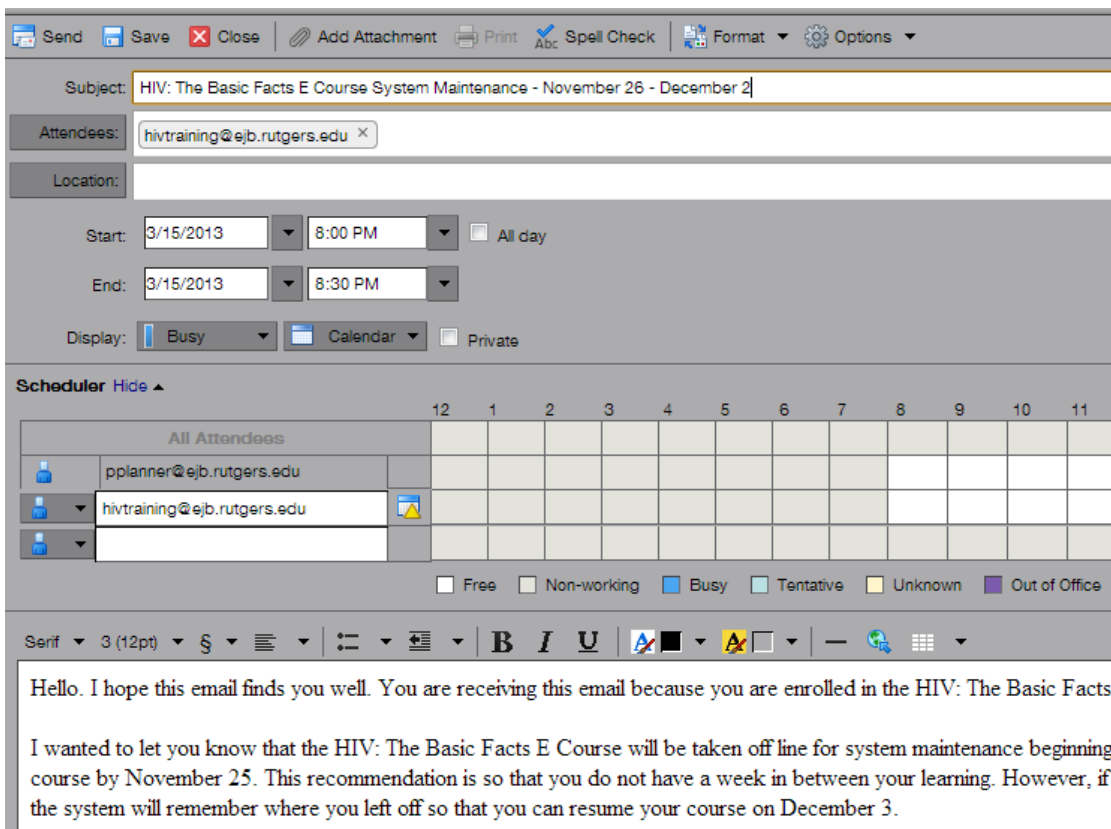 Send Save Close Add Attachment Print Abc Spell Check Abc Format Options
Subject: HIV: The Basic Facts E Course System Maintenance - November 26 - December 2
Attendees: hivtraining@ejb.rutgers.edu ×
Location:
Start: 3/15/2013 8:00 PM All day
End: 3/15/2013 8:30 PM
Display: Busy Calendar Private
Scheduler Hide
12 1 2 3 4 5 6 7 8 9 10 11
All Attendees
pplanner@ejb.rutgers.edu
hivtraining@ejb.rutgers.edu
Free Non-working Busy Tentative Unknown Out of Office
Serif 3 (12pt) § B I U A A
Hello. I hope this email finds you well. You are receiving this email because you are enrolled in the HIV: The Basic Facts
I wanted to let you know that the HIV: The Basic Facts E Course will be taken off line for system maintenance beginning
course by November 25. This recommendation is so that you do not have a week in between your learning. However, if
the system will remember where you left off so that you can resume your course on December 3.